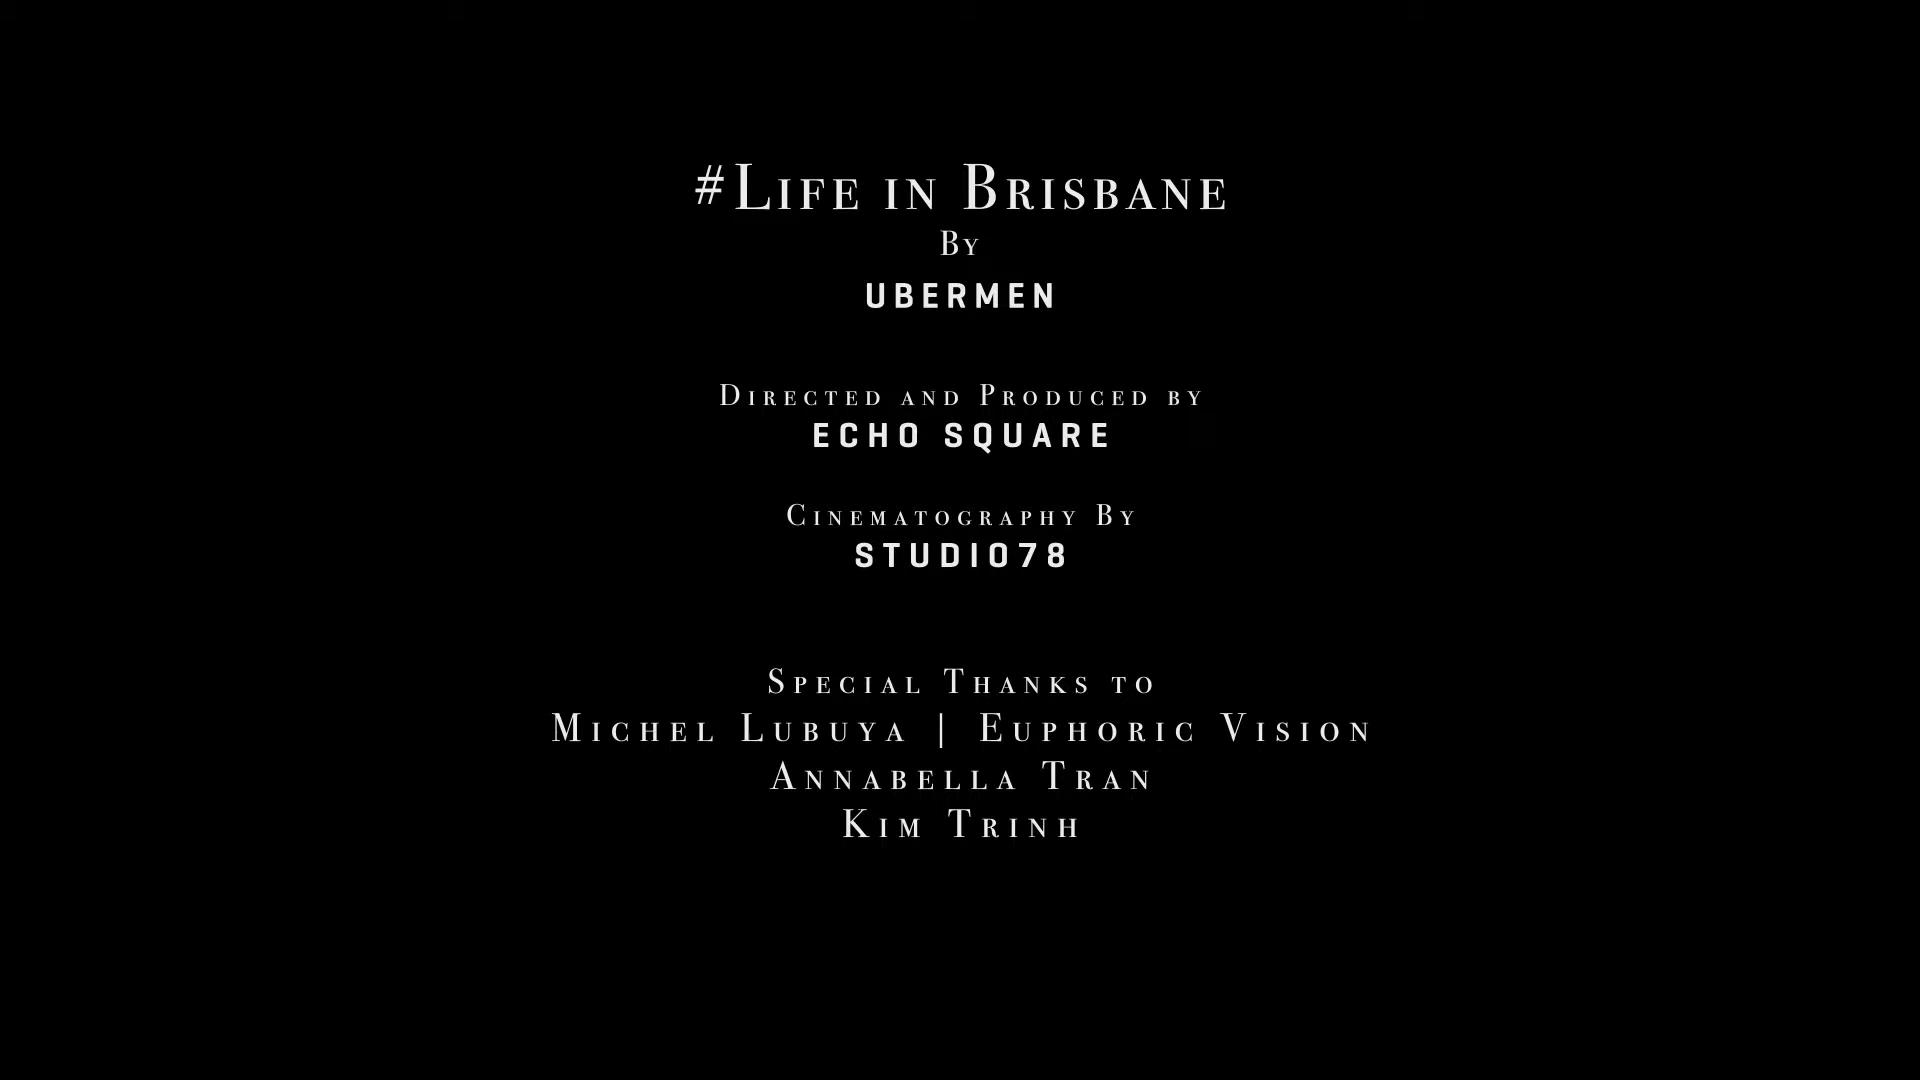 #Life in Brisbane
By
UBERMEN
Directed and Produced by
ECHO SQUARE
Cinematography By
STUDIO78
Special Thanks to
Michel Lubuya | Euphoric Vision
Annabella Tran
Kim Trinh